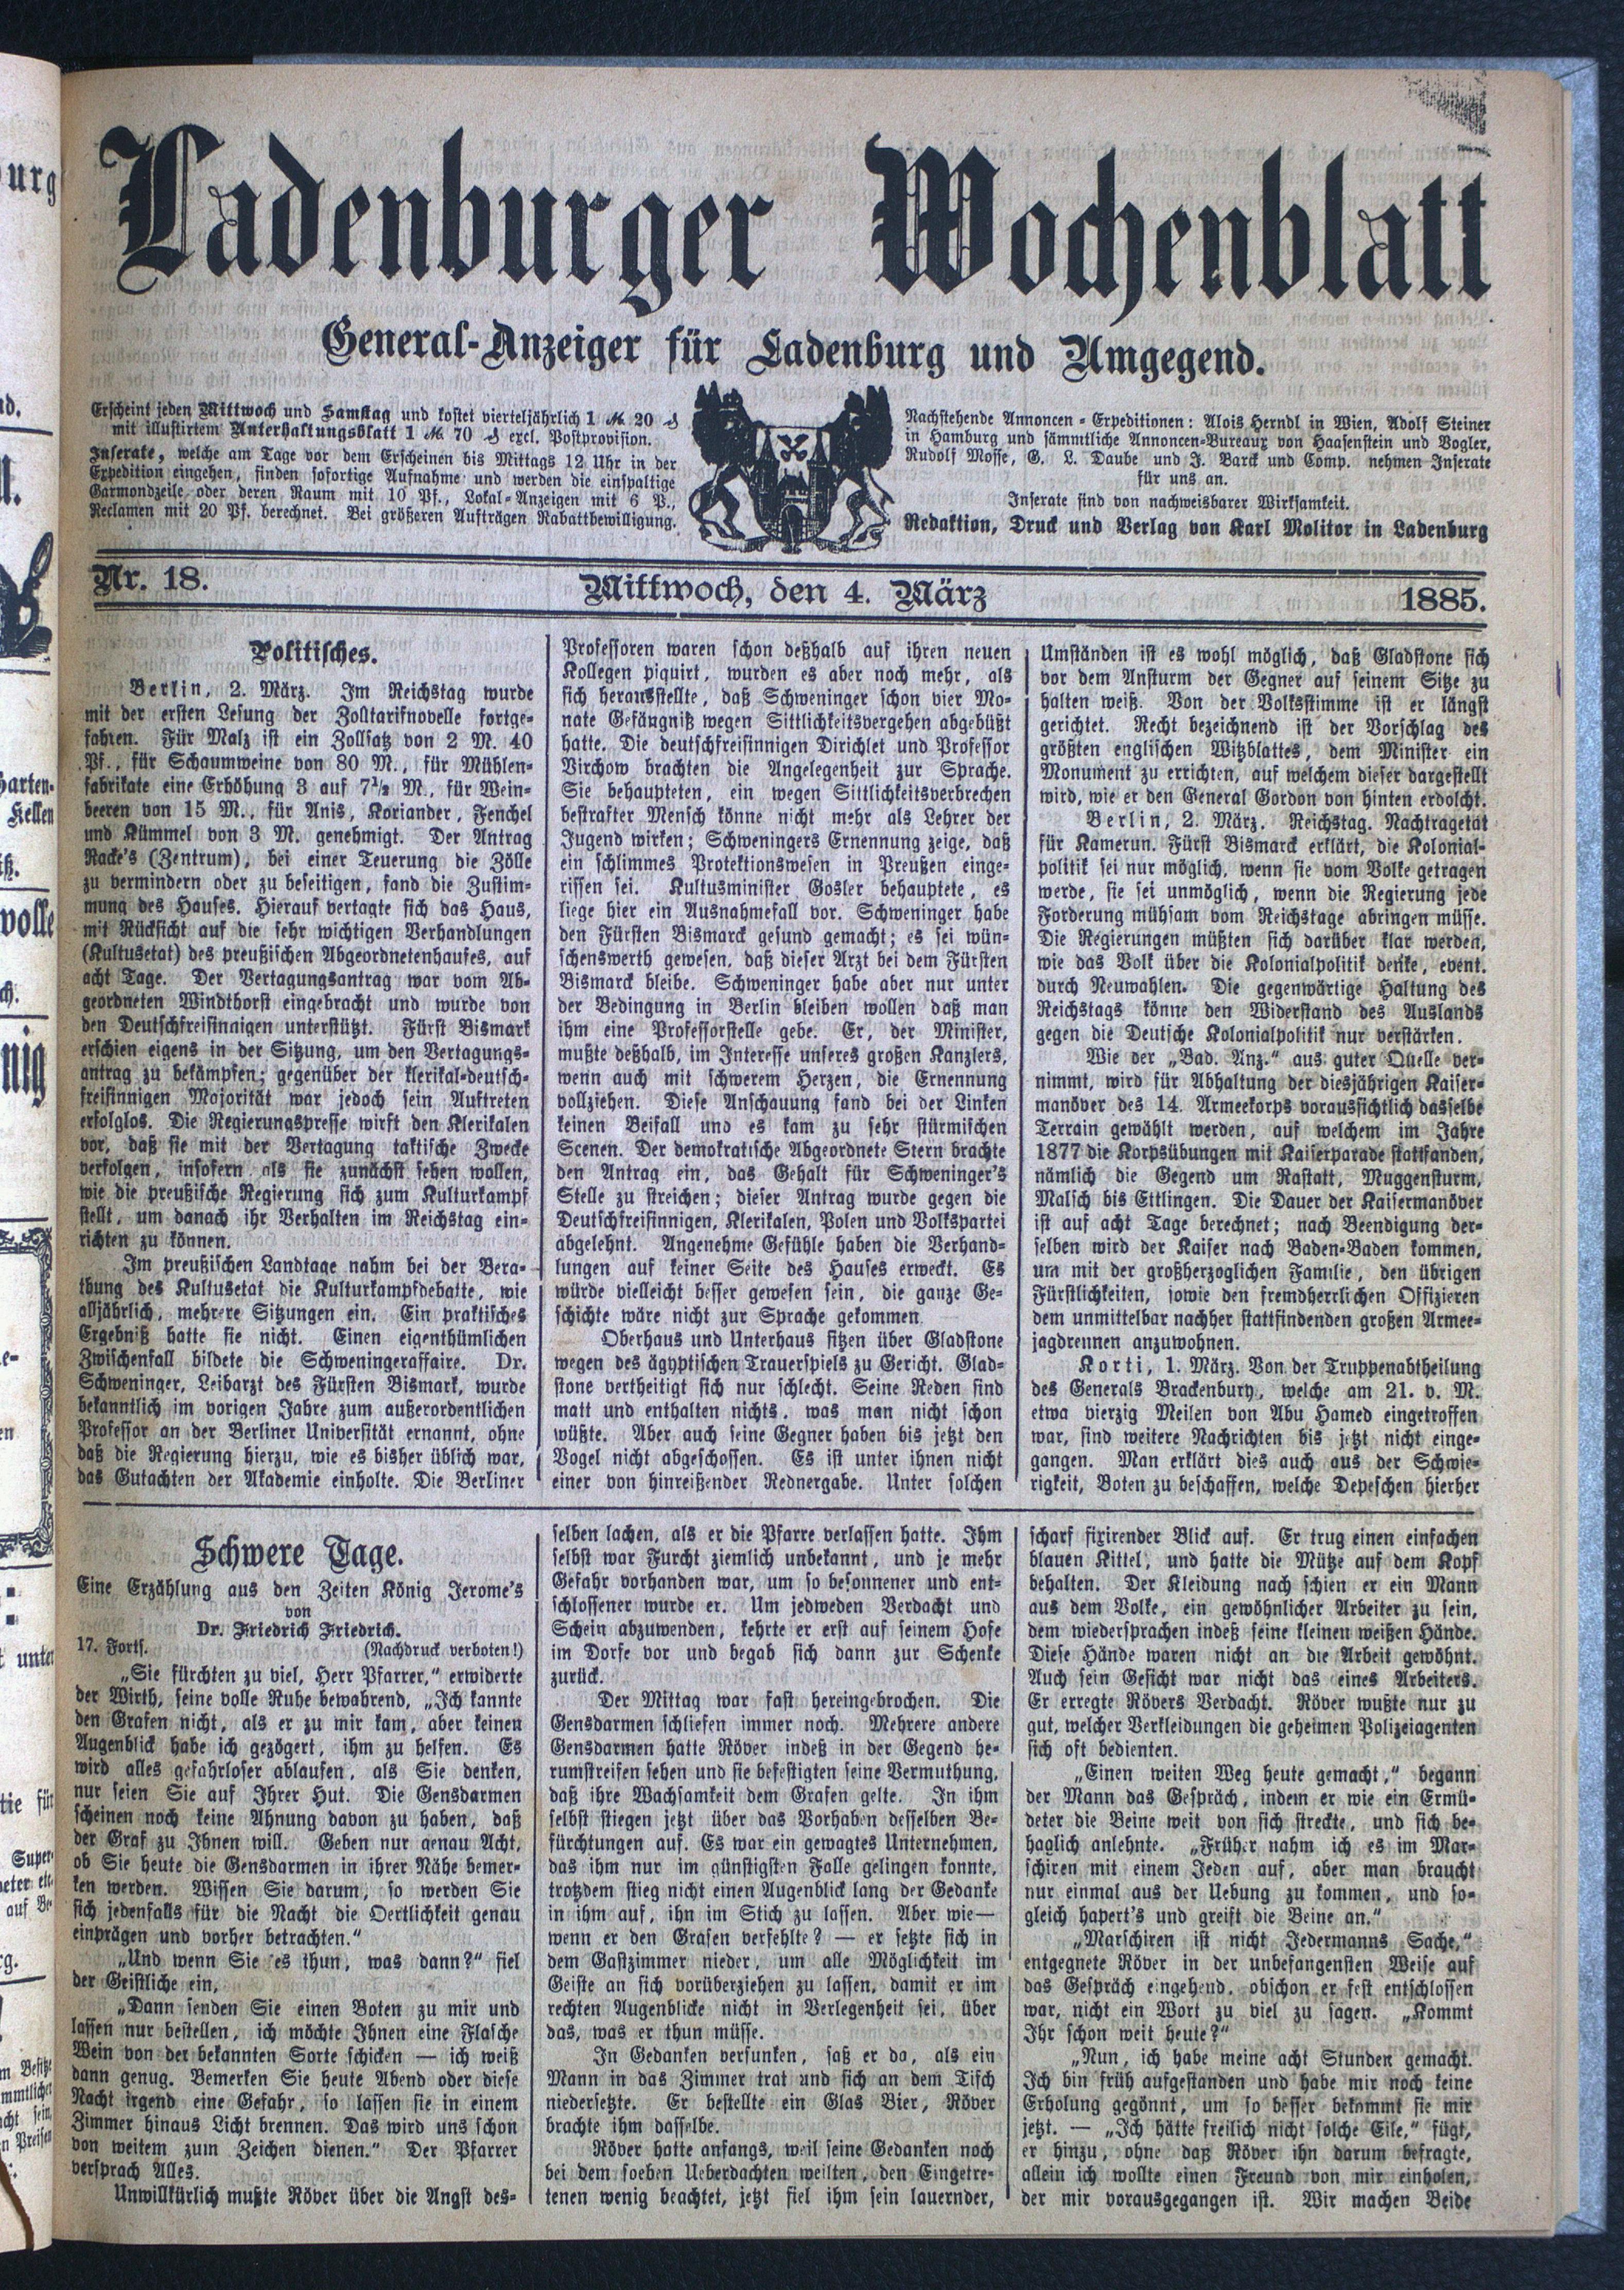 Ladenburger Wochenblatt
General-Anzeiger für Ladenburg und Umgegend.
Erscheint jeden Mittwoch und Samstag und kostet vierteljährlich 1 M. 20 ₰
mit illustirtem Unterhaltungsblatt 1 M. 70 ₰ excl. Postprovision.
Inserate, welche am Tage vor dem Erscheinen bis Mittags 12 Uhr in der
Expedition eingehen, finden sofortige Aufnahme und werden die einspaltige
Garmondzeile oder deren Raum mit 10 Pf., Lokal-Anzeigen mit 6 P.,
Reclamen mit 20 Pf. berechnet. Bei größeren Aufträgen Rabattbewilligung.
Nachstehende Annoncen-Expeditionen: Alois Herndl in Wien, Adolf Steiner
in Hamburg und sämmtliche Annoncen-Bureaux von Haasenstein und Vogler,
Rudolf Mosse, G. L. Daube und J. Barck und Comp. nehmen Inserate
für uns an.
Inserate sind von nachweisbarer Wirksamkeit.
Redaktion, Druck und Verlag von Karl Molitor in Ladenburg
Nr. 18. Mittwoch, den 4. März 1885.
Politisches.
Berlin, 2. März. Im Reichstag wurde
mit der ersten Lesung der Zolltarifnovelle fortge-
fahren. Für Malz ist ein Zollsatz von 2 M. 40
Pf., für Schaumweine von 80 M., für Mühlen-
fabrikate eine Erhöhung 3 auf 7½ M., für Wein-
beeren von 15 M., für Anis, Koriander, Fenchel
und Kümmel von 3 M. genehmigt. Der Antrag
Racke's (Zentrum), bei einer Teuerung die Zölle
zu vermindern oder zu beseitigen, fand die Zustim-
mung des Hauses. Hierauf vertagte sich das Haus,
mit Rücksicht auf die sehr wichtigen Verhandlungen
(Kultusetat) des preußischen Abgeordnetenhauses, auf
acht Tage. Der Vertagungsantrag war vom Ab-
geordneten Windthorst eingebracht und wurde von
den Deutschfreisinnigen unterstützt. Fürst Bismark
erschien eigens in der Sitzung, um den Vertagungs-
antrag zu bekämpfen; gegenüber der klerikal-deutsch-
freisinnigen Majorität war jedoch sein Auftreten
erfolglos. Die Regierungspresse wirft den Klerikalen
vor, daß sie mit der Vertagung taktische Zwecke
verfolgen, insofern als sie zunächst sehen wollen,
wie die preußische Regierung sich zum Kulturkampf
stellt, um danach ihr Verhalten im Reichstag ein-
richten zu können.
Im preußischen Landtage nahm bei der Bera-
thung des Kultusetat die Kulturkampfdebatte, wie
alljährlich, mehrere Sitzungen ein. Ein praktisches
Ergebniß hatte sie nicht. Einen eigenthümlichen
Zwischenfall bildete die Schweningeraffaire. Dr.
Schweninger, Leibarzt des Fürsten Bismark, wurde
bekanntlich im vorigen Jahre zum außerordentlichen
Professor an der Berliner Universität ernannt, ohne
daß die Regierung hierzu, wie es bisher üblich war,
das Gutachten der Akademie einholte. Die Berliner
Professoren waren schon deßhalb auf ihren neuen
Kollegen piquirt, wurden es aber noch mehr, als
sich herausstellte, daß Schweninger schon vier Mo-
nate Gefängniß wegen Sittlichkeitsvergehen abgebüßt
hatte. Die deutschfreisinnigen Dirichlet und Professor
Virchow brachten die Angelegenheit zur Sprache.
Sie behaupteten, ein wegen Sittlichkeitsverbrechen
bestrafter Mensch könne nicht mehr als Lehrer der
Jugend wirken; Schweningers Ernennung zeige, daß
ein schlimmes Protektionswesen in Preußen einge-
rissen sei. Kultusminister Gosler behauptete, es
liege hier ein Ausnahmefall vor. Schweninger habe
den Fürsten Bismarck gesund gemacht; es sei wün-
schenswerth gewesen, daß dieser Arzt bei dem Fürsten
Bismarck bleibe. Schweninger habe aber nur unter
der Bedingung in Berlin bleiben wollen daß man
ihm eine Professorstelle gebe. Er, der Minister,
mußte deßhalb, im Interesse unseres großen Kanzlers,
wenn auch mit schwerem Herzen, die Ernennung
vollziehen. Diese Anschauung fand bei der Linken
keinen Beifall und es kam zu sehr stürmischen
Scenen. Der demokratische Abgeordnete Stern brachte
den Antrag ein, das Gehalt für Schweninger's
Stelle zu streichen; dieser Antrag wurde gegen die
Deutschfreisinnigen, Klerikalen, Polen und Volkspartei
abgelehnt. Angenehme Gefühle haben die Verhand-
lungen auf keiner Seite des Hauses erweckt. Es
würde vielleicht besser gewesen sein, die ganze Ge-
schichte wäre nicht zur Sprache gekommen
Oberhaus und Unterhaus sitzen über Gladstone
wegen des ägyptischen Trauerspiels zu Gericht. Glad-
stone vertheitigt sich nur schlecht. Seine Reden sind
matt und enthalten nichts, was man nicht schon
wüßte. Aber auch seine Gegner haben bis jetzt den
Vogel nicht abgeschossen. Es ist unter ihnen nicht
einer von hinreißender Rednergabe. Unter solchen
Umständen ist es wohl möglich, daß Gladstone sich
vor dem Ansturm der Gegner auf seinem Sitze zu
halten weiß. Von der Volksstimme ist er längst
gerichtet. Recht bezeichnend ist der Vorschlag des
größten englischen Witzblattes, dem Minister ein
Monument zu errichten, auf welchem dieser dargestellt
wird, wie er den General Gordon von hinten erdolcht.
Berlin, 2. März. Reichstag. Nachtragetat
für Kamerun. Fürst Bismarck erklärt, die Kolonial-
politik sei nur möglich, wenn sie vom Volke getragen
werde, sie sei unmöglich, wenn die Regierung jede
Forderung mühsam vom Reichstage abringen müsse.
Die Regierungen müßten sich darüber klar werden,
wie das Volk über die Kolonialpolitik denke, event.
durch Neuwahlen. Die gegenwärtige Haltung des
Reichstags könne den Widerstand des Auslands
gegen die Deutsche Kolonialpolitik nur verstärken.
Wie der „Bad. Anz.“ aus guter Quelle ver-
nimmt, wird für Abhaltung der diesjährigen Kaiser-
manöver des 14. Armeekorps voraussichtlich dasselbe
Terrain gewählt werden, auf welchem im Jahre
1877 die Korpsübungen mit Kaiserparade stattfanden,
nämlich die Gegend um Rastatt, Muggensturm,
Malsch bis Ettlingen. Die Dauer der Kaisermanöver
ist auf acht Tage berechnet; nach Beendigung der-
selben wird der Kaiser nach Baden-Baden kommen,
um mit der großherzoglichen Familie, den übrigen
Fürstlichkeiten, sowie den fremdherrlichen Offizieren
dem unmittelbar nachher stattfindenden großen Armee-
jagdrennen anzuwohnen.
Korti, 1. März. Von der Truppenabtheilung
des Generals Brackenbury, welche am 21. v. M.
etwa vierzig Meilen von Abu Hamed eingetroffen
war, sind weitere Nachrichten bis jetzt nicht einge-
gangen. Man erklärt dies auch aus der Schwie-
rigkeit, Boten zu beschaffen, welche Depeschen hierher
Schwere Tage.
Eine Erzählung aus den Zeiten König Jerome's
von
Dr. Friedrich Friedrich.
17. Forts. (Nachdruck verboten!)
„Sie fürchten zu viel, Herr Pfarrer,“ erwiderte
der Wirth, seine volle Ruhe bewahrend, „Ich kannte
den Grafen nicht, als er zu mir kam, aber keinen
Augenblick habe ich gezögert, ihm zu helfen. Es
wird alles gefahrloser ablaufen, als Sie denken,
nur seien Sie auf Ihrer Hut. Die Gensdarmen
scheinen noch keine Ahnung davon zu haben, daß
der Graf zu Ihnen will. Geben nur genau Acht,
ob Sie heute die Gensdarmen in ihrer Nähe bemer-
ken werden. Wissen Sie darum, so werden Sie
sich jedenfalls für die Nacht die Oertlichkeit genau
einprägen und vorher betrachten.“
„Und wenn Sie es thun, was dann?“ fiel
der Geistliche ein,
„Dann senden Sie einen Boten zu mir und
lassen nur bestellen, ich möchte Ihnen eine Flasche
Wein von der bekannten Sorte schicken — ich weiß
dann genug. Bemerken Sie heute Abend oder diese
Nacht irgend eine Gefahr, so lassen sie in einem
Zimmer hinaus Licht brennen. Das wird uns schon
von weitem zum Zeichen dienen.“ Der Pfarrer
versprach Alles.
Unwillkürlich mußte Röver über die Angst des-
selben lachen, als er die Pfarre verlassen hatte. Ihm
selbst war Furcht ziemlich unbekannt, und je mehr
Gefahr vorhanden war, um so besonnener und ent-
schlossener wurde er. Um jedweden Verdacht und
Schein abzuwenden, kehrte er erst auf seinem Hofe
im Dorfe vor und begab sich dann zur Schenke
zurück.
Der Mittag war fast hereingebrochen. Die
Gensdarmen schliefen immer noch. Mehrere andere
Gensdarmen hatte Röver indeß in der Gegend he-
rumstreifen sehen und sie befestigten seine Vermuthung,
daß ihre Wachsamkeit dem Grafen gelte. In ihm
selbst stiegen jetzt über das Vorhaben desselben Be-
fürchtungen auf. Es war ein gewagtes Unternehmen,
das ihm nur im günstigsten Falle gelingen konnte,
trotzdem stieg nicht einen Augenblick lang der Gedanke
in ihm auf, ihn im Stich zu lassen. Aber wie—
wenn er den Grafen verfehlte? — er setzte sich in
dem Gastzimmer nieder, um alle Möglichkeit im
Geiste an sich vorüberziehen zu lassen, damit er im
rechten Augenblicke nicht in Verlegenheit sei, über
das, was er thun müsse.
In Gedanken versunken, saß er da, als ein
Mann in das Zimmer trat und sich an dem Tisch
niedersetzte. Er bestellte ein Glas Bier, Röver
brachte ihm dasselbe.
Röver hatte anfangs, weil seine Gedanken noch
bei dem soeben Ueberdachten weilten, den Eingetre-
tenen wenig beachtet, jetzt fiel ihm sein lauernder,
scharf fixirender Blick auf. Er trug einen einfachen
blauen Kittel, und hatte die Mütze auf dem Kopf
behalten. Der Kleidung nach schien er ein Mann
aus dem Volke, ein gewöhnlicher Arbeiter zu sein,
dem wiedersprachen indeß seine kleinen weißen Hände.
Diese Hände waren nicht an die Arbeit gewöhnt.
Auch sein Gesicht war nicht das eines Arbeiters.
Er erregte Rövers Verdacht. Röver wußte nur zu
gut, welcher Verkleidungen die geheimen Polizeiagenten
sich oft bedienten.
„Einen weiten Weg heute gemacht,“ begann
der Mann das Gespräch, indem er wie ein Ermü-
deter die Beine weit von sich streckte, und sich be-
haglich anlehnte. „Früher nahm ich es im Mar-
schiren mit einem Jeden auf, aber man braucht
nur einmal aus der Uebung zu kommen, und so-
gleich hapert's und greift die Beine an.“
„Marschiren ist nicht Jedermanns Sache,“
entgegnete Röver in der unbefangensten Weise auf
das Gespräch eingehend, obschon er fest entschlossen
war, nicht ein Wort zu viel zu sagen. „Kommt
Ihr schon weit heute?“
„Nun, ich habe meine acht Stunden gemacht.
Ich bin früh aufgestanden und habe mir noch keine
Erholung gegönnt, um so besser bekommt sie mir
jetzt. — „Ich hätte freilich nicht solche Eile,“ fügt,
er hinzu, ohne daß Röver ihn darum befragte,
allein ich wollte einen Freund von mir einholen,
der mir vorausgegangen ist. Wir machen Beide